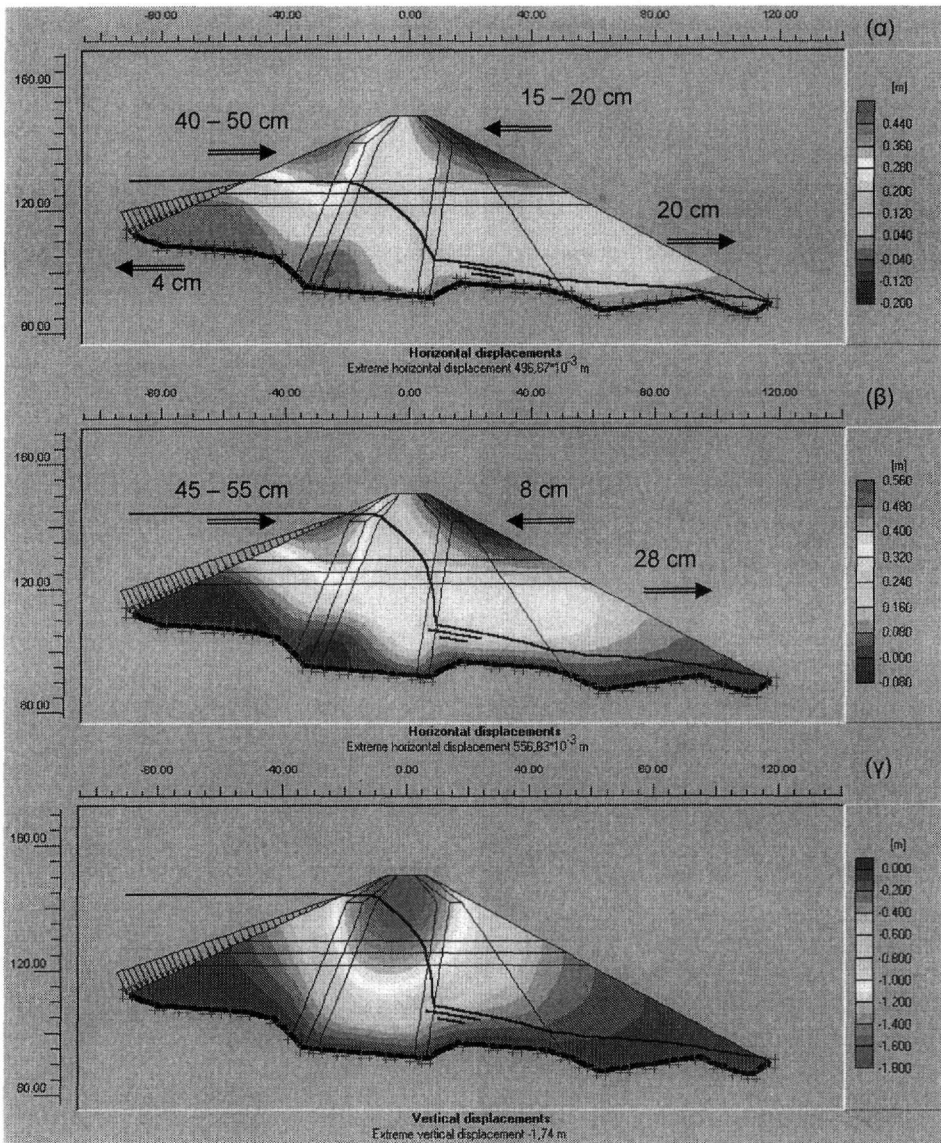 -80.00 -40.00 0.00 40.00 80.00 120.00 (α)
160.00
120.00
80.00
40 – 50 cm
15 – 20 cm
20 cm
4 cm
[m]
0.440
0.360
0.280
0.200
0.120
0.040
-0.040
-0.120
-0.200
Horizontal displacements
Extreme horizontal displacement 496,67*10⁻³ m
-80.00 -40.00 0.00 40.00 80.00 120.00 (β)
160.00
120.00
80.00
45 – 55 cm
8 cm
28 cm
[m]
0.560
0.480
0.400
0.320
0.240
0.160
0.080
-0.000
-0.080
Horizontal displacements
Extreme horizontal displacement 556,83*10⁻³ m
-80.00 -40.00 0.00 40.00 80.00 120.00 (γ)
160.00
120.00
80.00
[m]
0.000
-0.200
-0.400
-0.600
-0.800
-1.000
-1.200
-1.400
-1.600
-1.800
Vertical displacements
Extreme vertical displacement -1,74 m